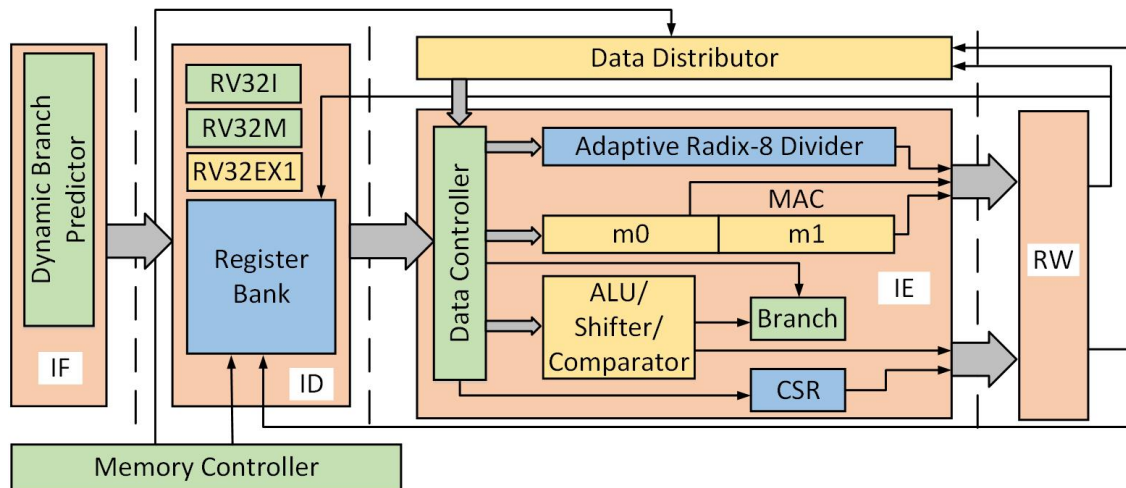 Dynamic Branch
Predictor
IF
RV32I
RV32M
RV32EX1
Register
Bank
ID
Data Distributor
Data Controller
Adaptive Radix-8 Divider
MAC
m0
m1
ALU/
Shifter/
Comparator
Branch
CSR
IE
RW
Memory Controller